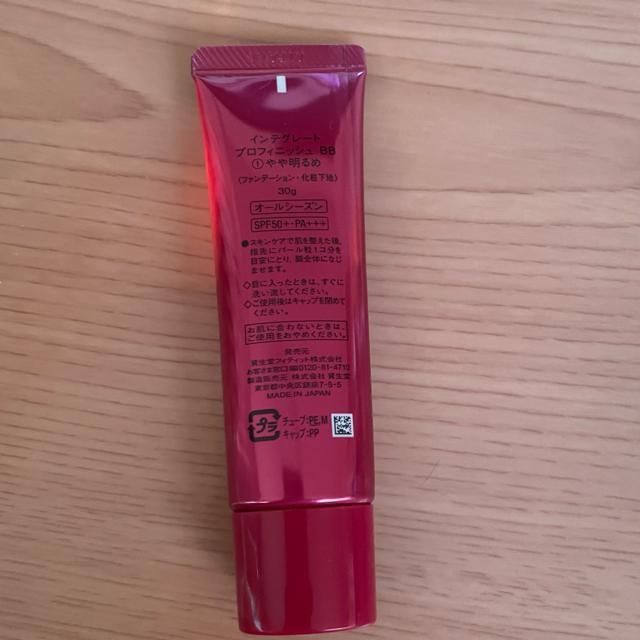 インテグレート
プロフィニッシュ BB
①やや明るめ
〈ファンデーション・化粧下地〉
30g
オールシーズン
SPF50+・PA+++
●スキンケアで肌を整えた後、
指先にパール粒1コ分を
目安にとり、顔全体になじ
ませます。
◇目に入ったときは、すぐに
洗い流してください。
◇ご使用後はキャップを閉めて
ください。
お肌に合わないときは、
ご使用をおやめください。
発売元
資生堂フィティット株式会社
お客さま窓口 0120-81-4710
製造販売元 株式会社 資生堂
東京都中央区銀座7-5-5
MADE IN JAPAN
プラ
チューブ:PE,M
キャップ:PP